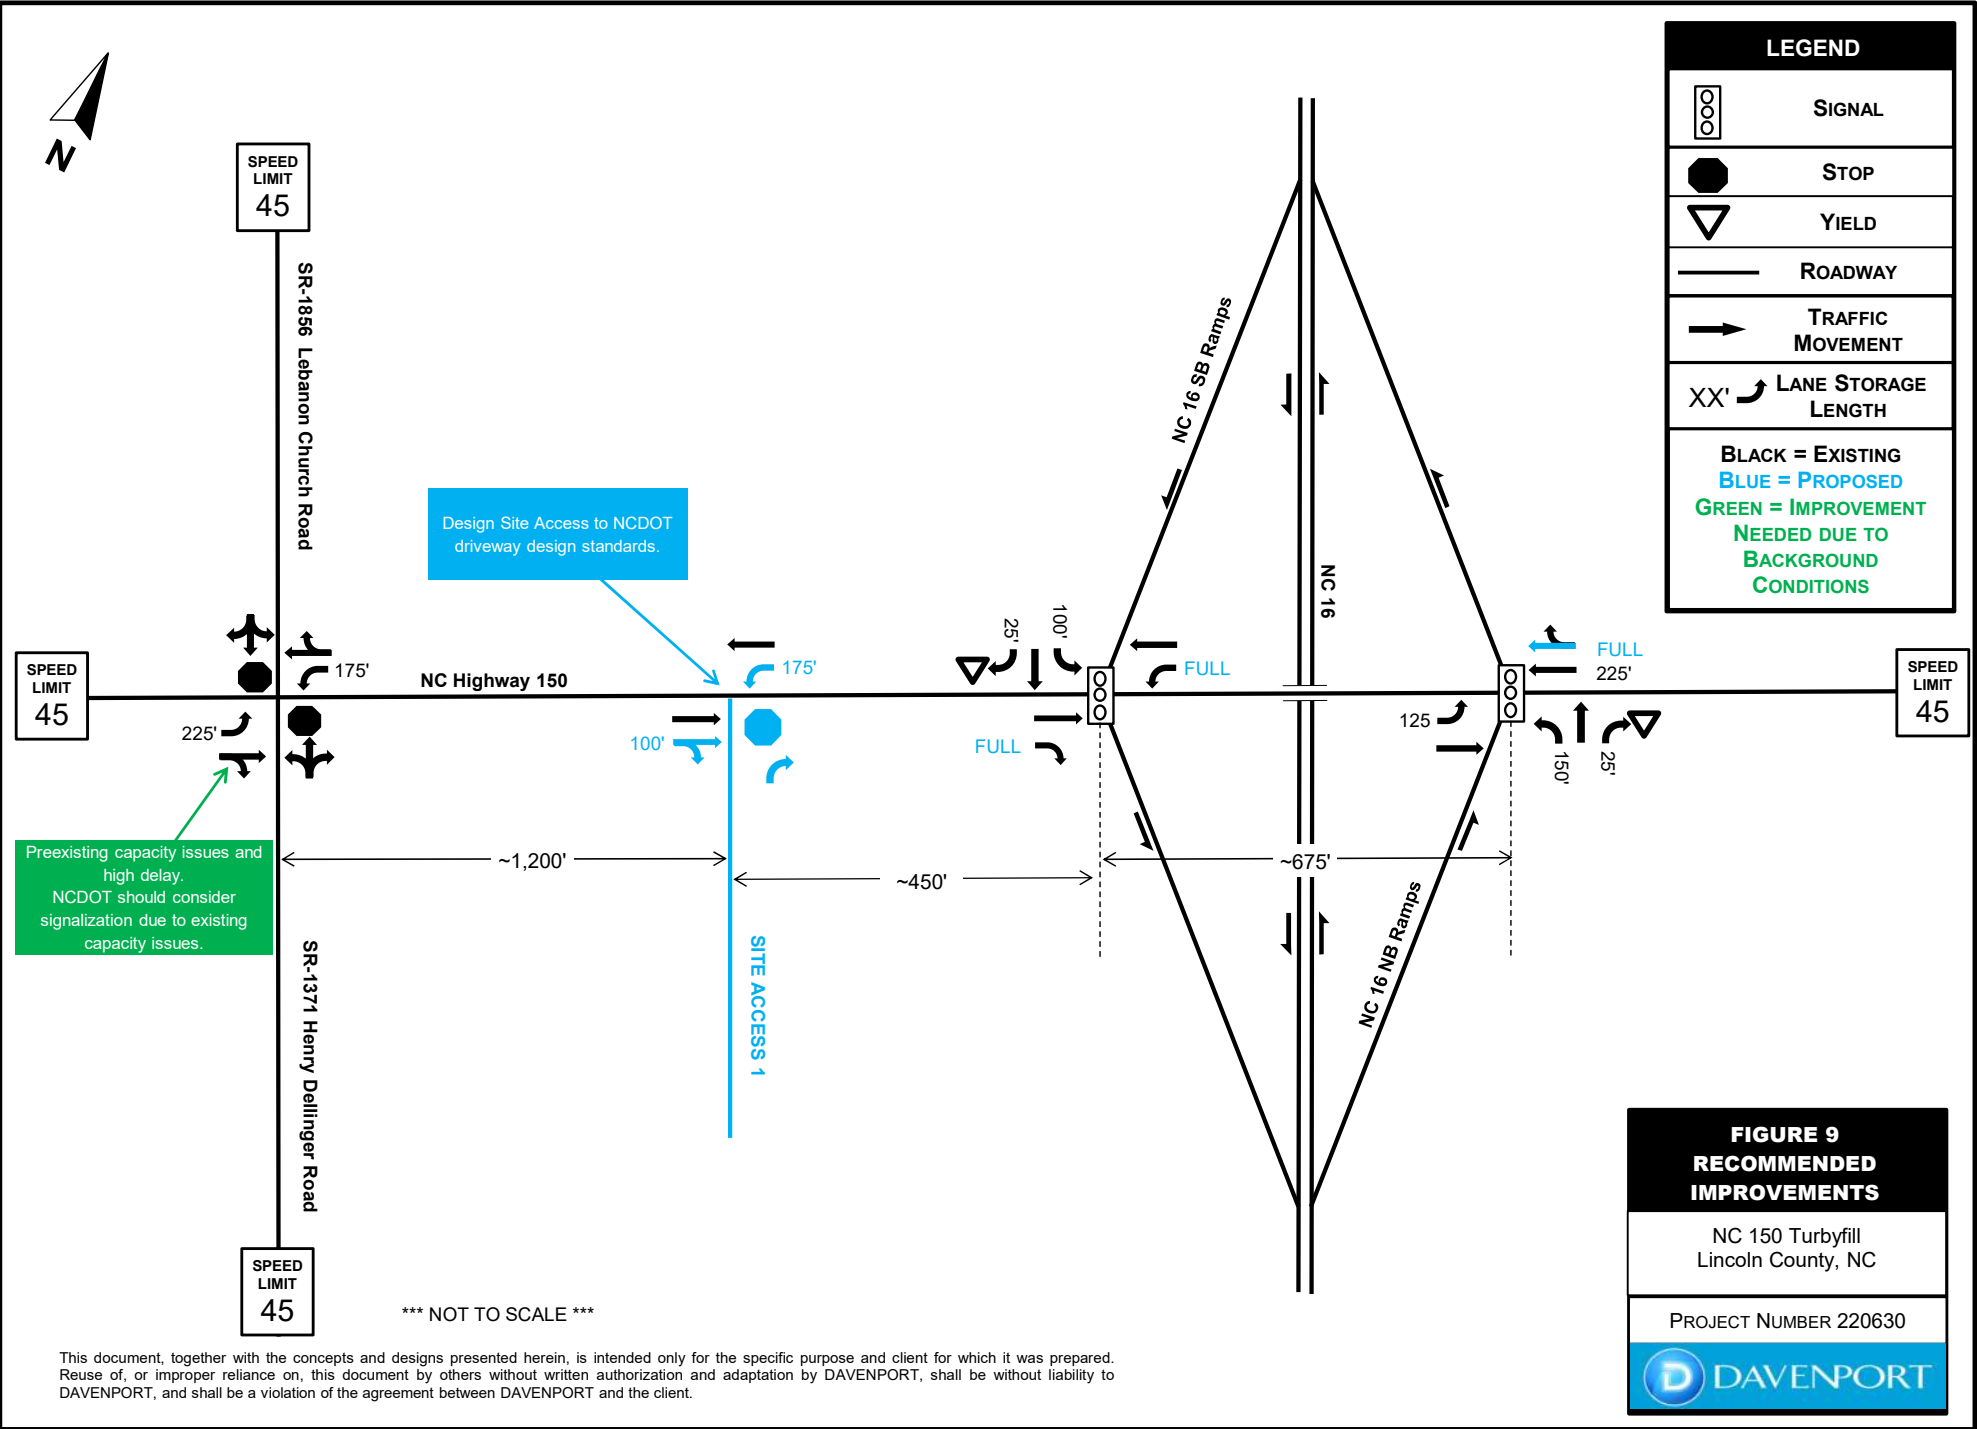 LEGEND
SIGNAL
STOP
YIELD
ROADWAY
TRAFFIC
MOVEMENT
XX'
LANE STORAGE
LENGTH
BLACK = EXISTING
BLUE = PROPOSED
GREEN = IMPROVEMENT
NEEDED DUE TO
BACKGROUND
CONDITIONS
N
SPEED
LIMIT
45
SR-1856 Lebanon Church Road
Design Site Access to NCDOT
driveway design standards.
NC 16 SB Ramps
NC 16
SPEED
LIMIT
45
175'
NC Highway 150
225'
175'
100'
25'
100'
FULL
FULL
FULL
225'
125
150'
25'
SPEED
LIMIT
45
Preexisting capacity issues and
high delay.
NCDOT should consider
signalization due to existing
capacity issues.
~1,200'
~450'
~675'
SR-1371 Henry Dellinger Road
SITE ACCESS 1
NC 16 NB Ramps
SPEED
LIMIT
45
*** NOT TO SCALE ***
This document, together with the concepts and designs presented herein, is intended only for the specific purpose and client for which it was prepared.
Reuse of, or improper reliance on, this document by others without written authorization and adaptation by DAVENPORT, shall be without liability to
DAVENPORT, and shall be a violation of the agreement between DAVENPORT and the client.
FIGURE 9
RECOMMENDED
IMPROVEMENTS
NC 150 Turbyfill
Lincoln County, NC
PROJECT NUMBER 220630
D DAVENPORT